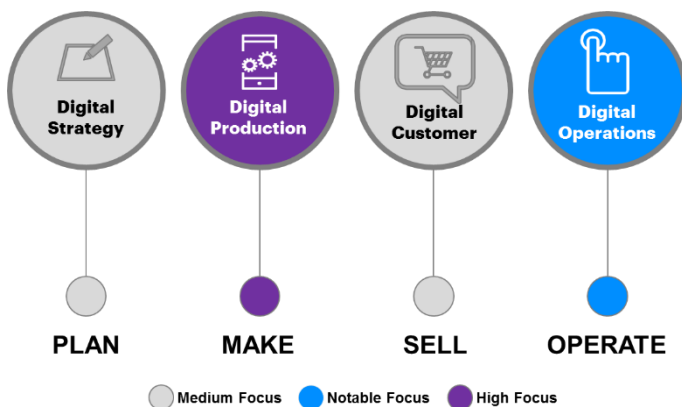 Digital
Strategy
Digital
Production
Digital
Customer
Digital
Operations
PLAN
MAKE
SELL
OPERATE
Medium Focus
Notable Focus
High Focus